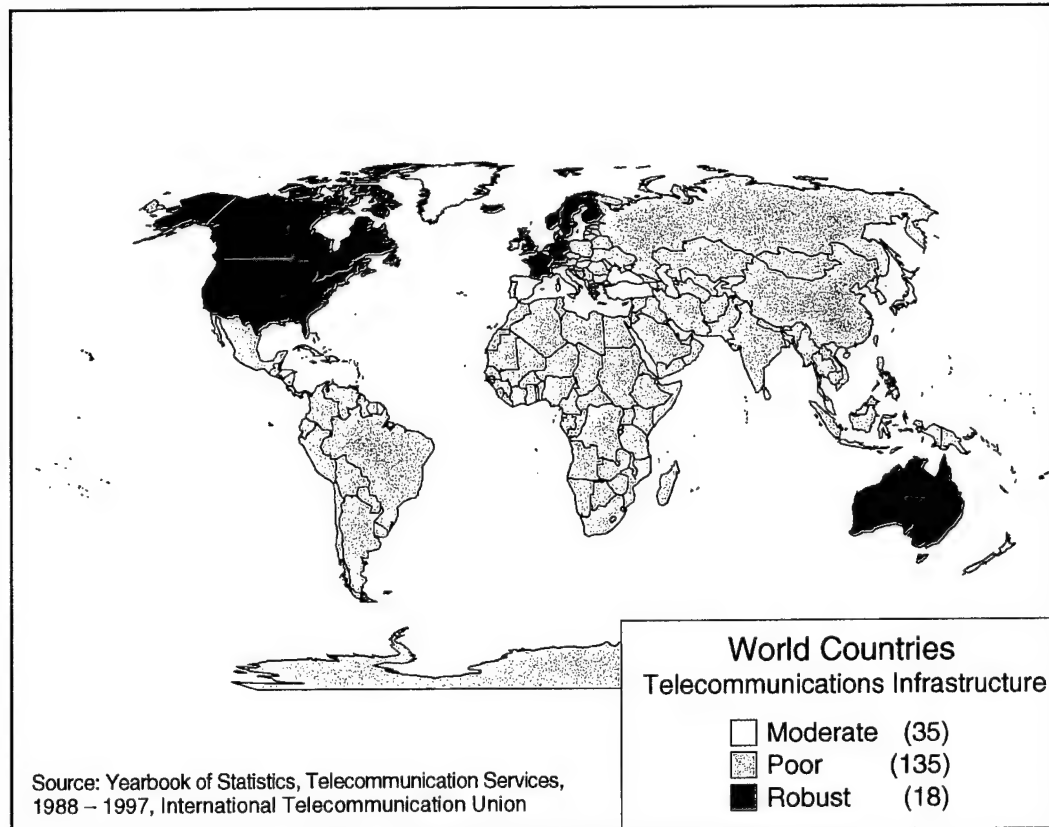 World Countries
Telecommunications Infrastructure
Moderate (35)
Poor (135)
Robust (18)
Source: Yearbook of Statistics, Telecommunication Services,
1988 – 1997, International Telecommunication Union